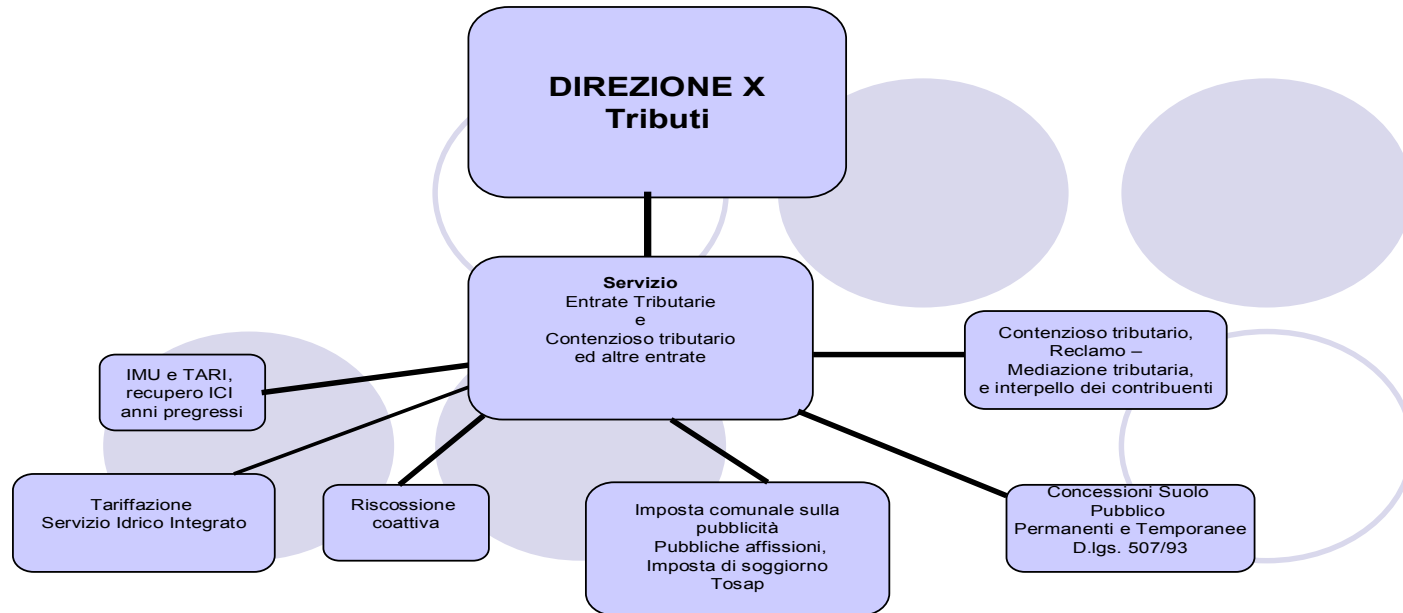 DIREZIONE X
Tributi
Servizio
Entrate Tributarie
e
Contenzioso tributario
ed altre entrate
Contenzioso tributario,
Reclamo –
Mediazione tributaria,
e interpello dei contribuenti
IMU e TARI,
recupero ICI
anni pregressi
Tariffazione
Servizio Idrico Integrato
Riscossione
coattiva
Imposta comunale sulla
pubblicità
Pubbliche affissioni,
Imposta di soggiorno
Tosap
Concessioni Suolo
Pubblico
Permanenti e Temporanee
D.lgs. 507/93